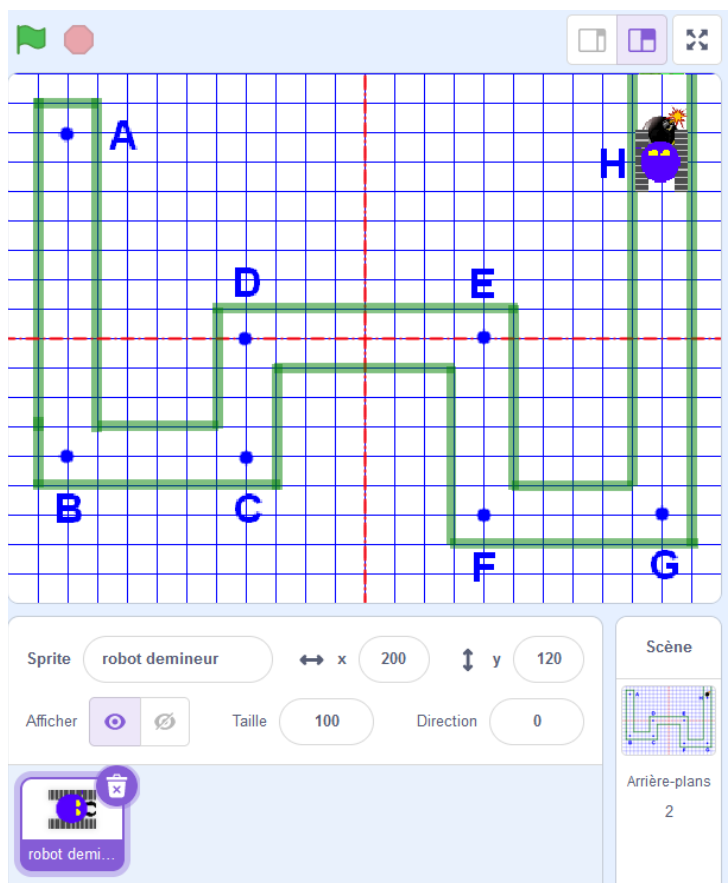 A
H
D
E
B
C
F
G
Sprite
robot demineur
x
200
y
120
Afficher
Taille
100
Direction
0
Scène
Arrière-plans
2
robot demi...